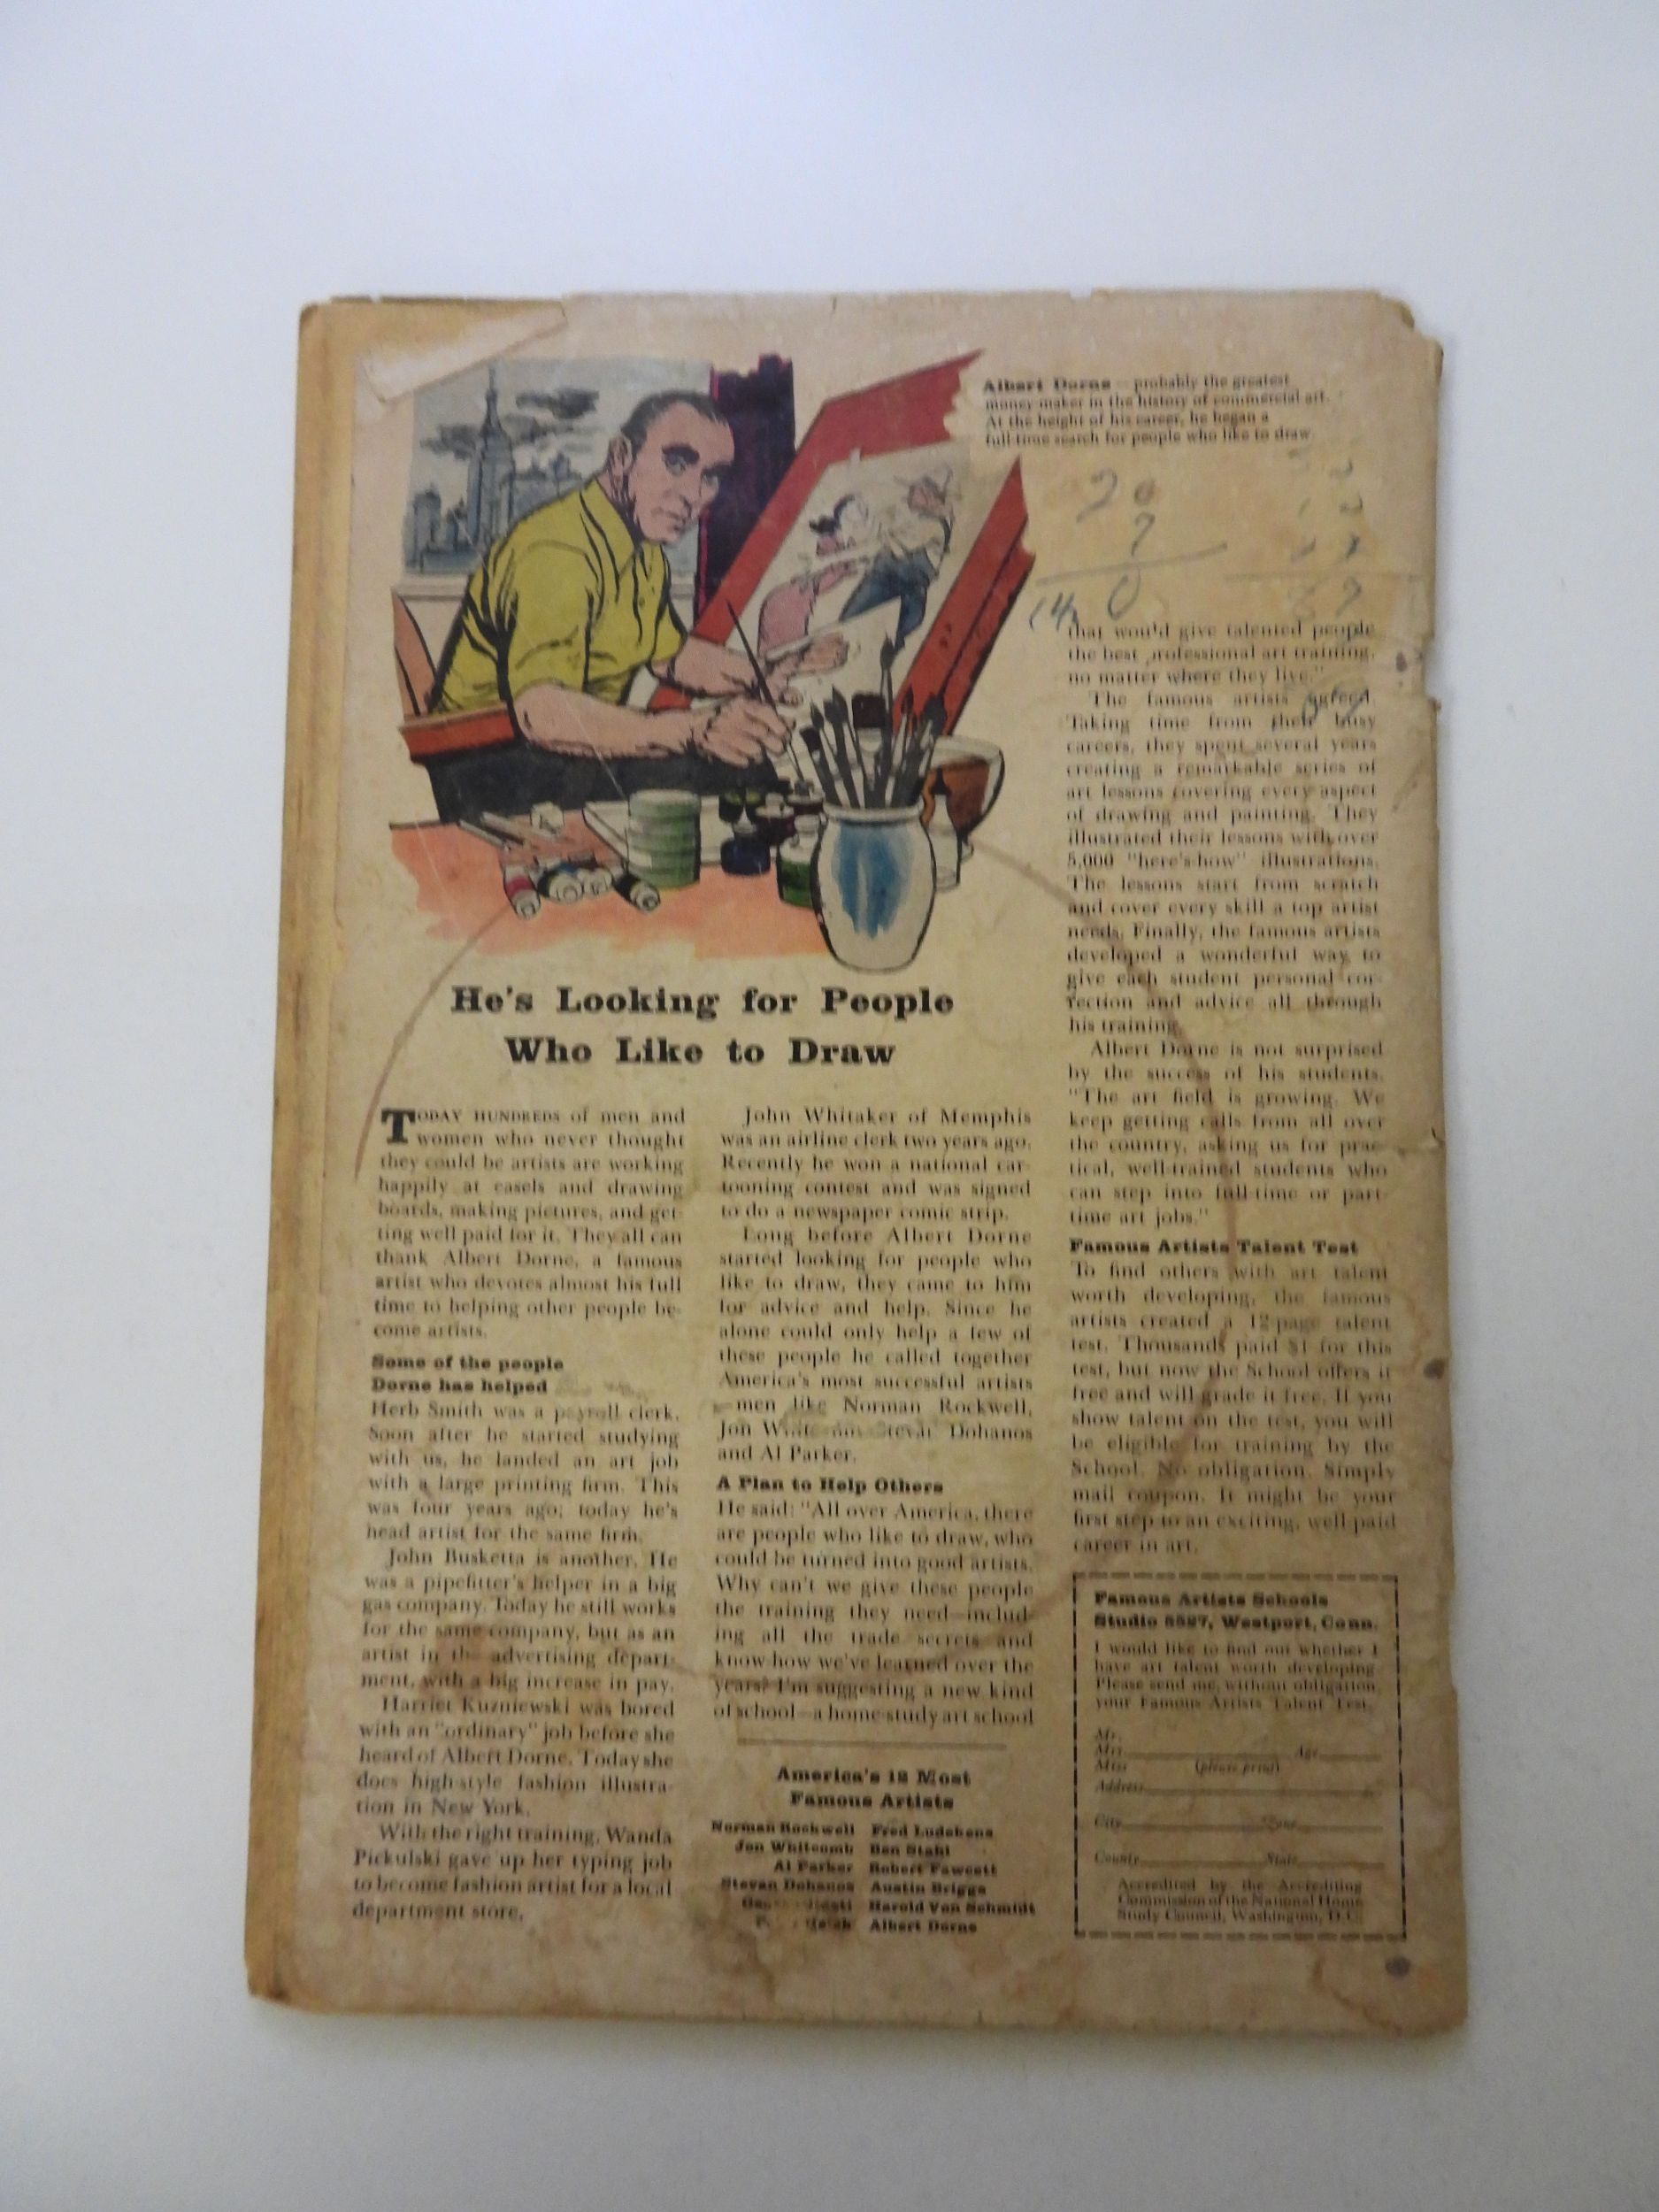 Albert Dorne – probably the greatest
money-maker in the history of commercial art.
At the height of his career, he began a
full-time search for people who like to draw.
20
7
14 0
He's Looking for People
Who Like to Draw
TODAY HUNDREDS of men and
women who never thought
they could be artists are working
happily at easels and drawing
boards, making pictures, and get-
ting well paid for it. They all can
thank Albert Dorne, a famous
artist who devotes almost his full
time to helping other people be-
come artists.
Some of the people
Dorne has helped
Herb Smith was a payroll clerk.
Soon after he started studying
with us, he landed an art job
with a large printing firm. This
was four years ago; today he's
head artist for the same firm.
John Busketta is another. He
was a pipefitter's helper in a big
gas company. Today he still works
for the same company, but as an
artist in the advertising depart-
ment, with a big increase in pay.
Harriet Kuzniewski was bored
with an "ordinary" job before she
heard of Albert Dorne. Today she
does high-style fashion illustra-
tion in New York.
With the right training, Wanda
Pickulski gave up her typing job
to become fashion artist for a local
department store.
John Whitaker of Memphis
was an airline clerk two years ago.
Recently he won a national car-
tooning contest and was signed
to do a newspaper comic strip.
Long before Albert Dorne
started looking for people who
like to draw, they came to him
for advice and help. Since he
alone could only help a few of
these people he called together
America's most successful artists
—men like Norman Rockwell,
Jon Dohanos
and Al Parker.
A Plan to Help Others
He said: "All over America, there
are people who like to draw, who
could be turned into good artists.
Why can't we give these people
the training they need—includ-
ing all the trade secrets and
know-how we've learned over the
years? I'm suggesting a new kind
of school—a home study art school
America's 12 Most
Famous Artists
Norman Rockwell
Jon Whitcomb
Al Parker
Stevan Dohanos
Fred Ludekens
Ben Stahl
Robert Fawcett
Austin Briggs
Harold Von Schmidt
Albert Dorne
that would give talented people
the best professional art training,
no matter where they live."
The famous artists agreed.
Taking time from their busy
careers, they spent several years
creating a remarkable series of
art lessons covering every aspect
of drawing and painting. They
illustrated their lessons with over
5,000 "here's-how" illustrations.
The lessons start from scratch
and cover every skill a top artist
needs. Finally, the famous artists
developed a wonderful way to
give each student personal cor-
rection and advice all through
his training.
Albert Dorne is not surprised
by the success of his students.
"The art field is growing. We
keep getting calls from all over
the country, asking us for prac-
tical, well-trained students who
can step into full-time or part-
time art jobs."
Famous Artists Talent Test
To find others with art talent
worth developing, the famous
artists created a 12-page talent
test. Thousands paid $1 for this
test, but now the School offers it
free and will grade it free. If you
show talent on the test, you will
be eligible for training by the
School. No obligation. Simply
mail coupon. It might be your
first step to an exciting, well-paid
career in art.
Famous Artists Schools
Studio Westport, Conn.
I would like to find out whether I
have art talent worth developing.
Please send me, without obligation,
your Famous Artists Talent Test.
Mr.
Mrs. Age
Miss (please print)
Address
City Zone
County State
Accredited by the Accrediting
Commission of the National Home
Study Council, Washington, D.C.